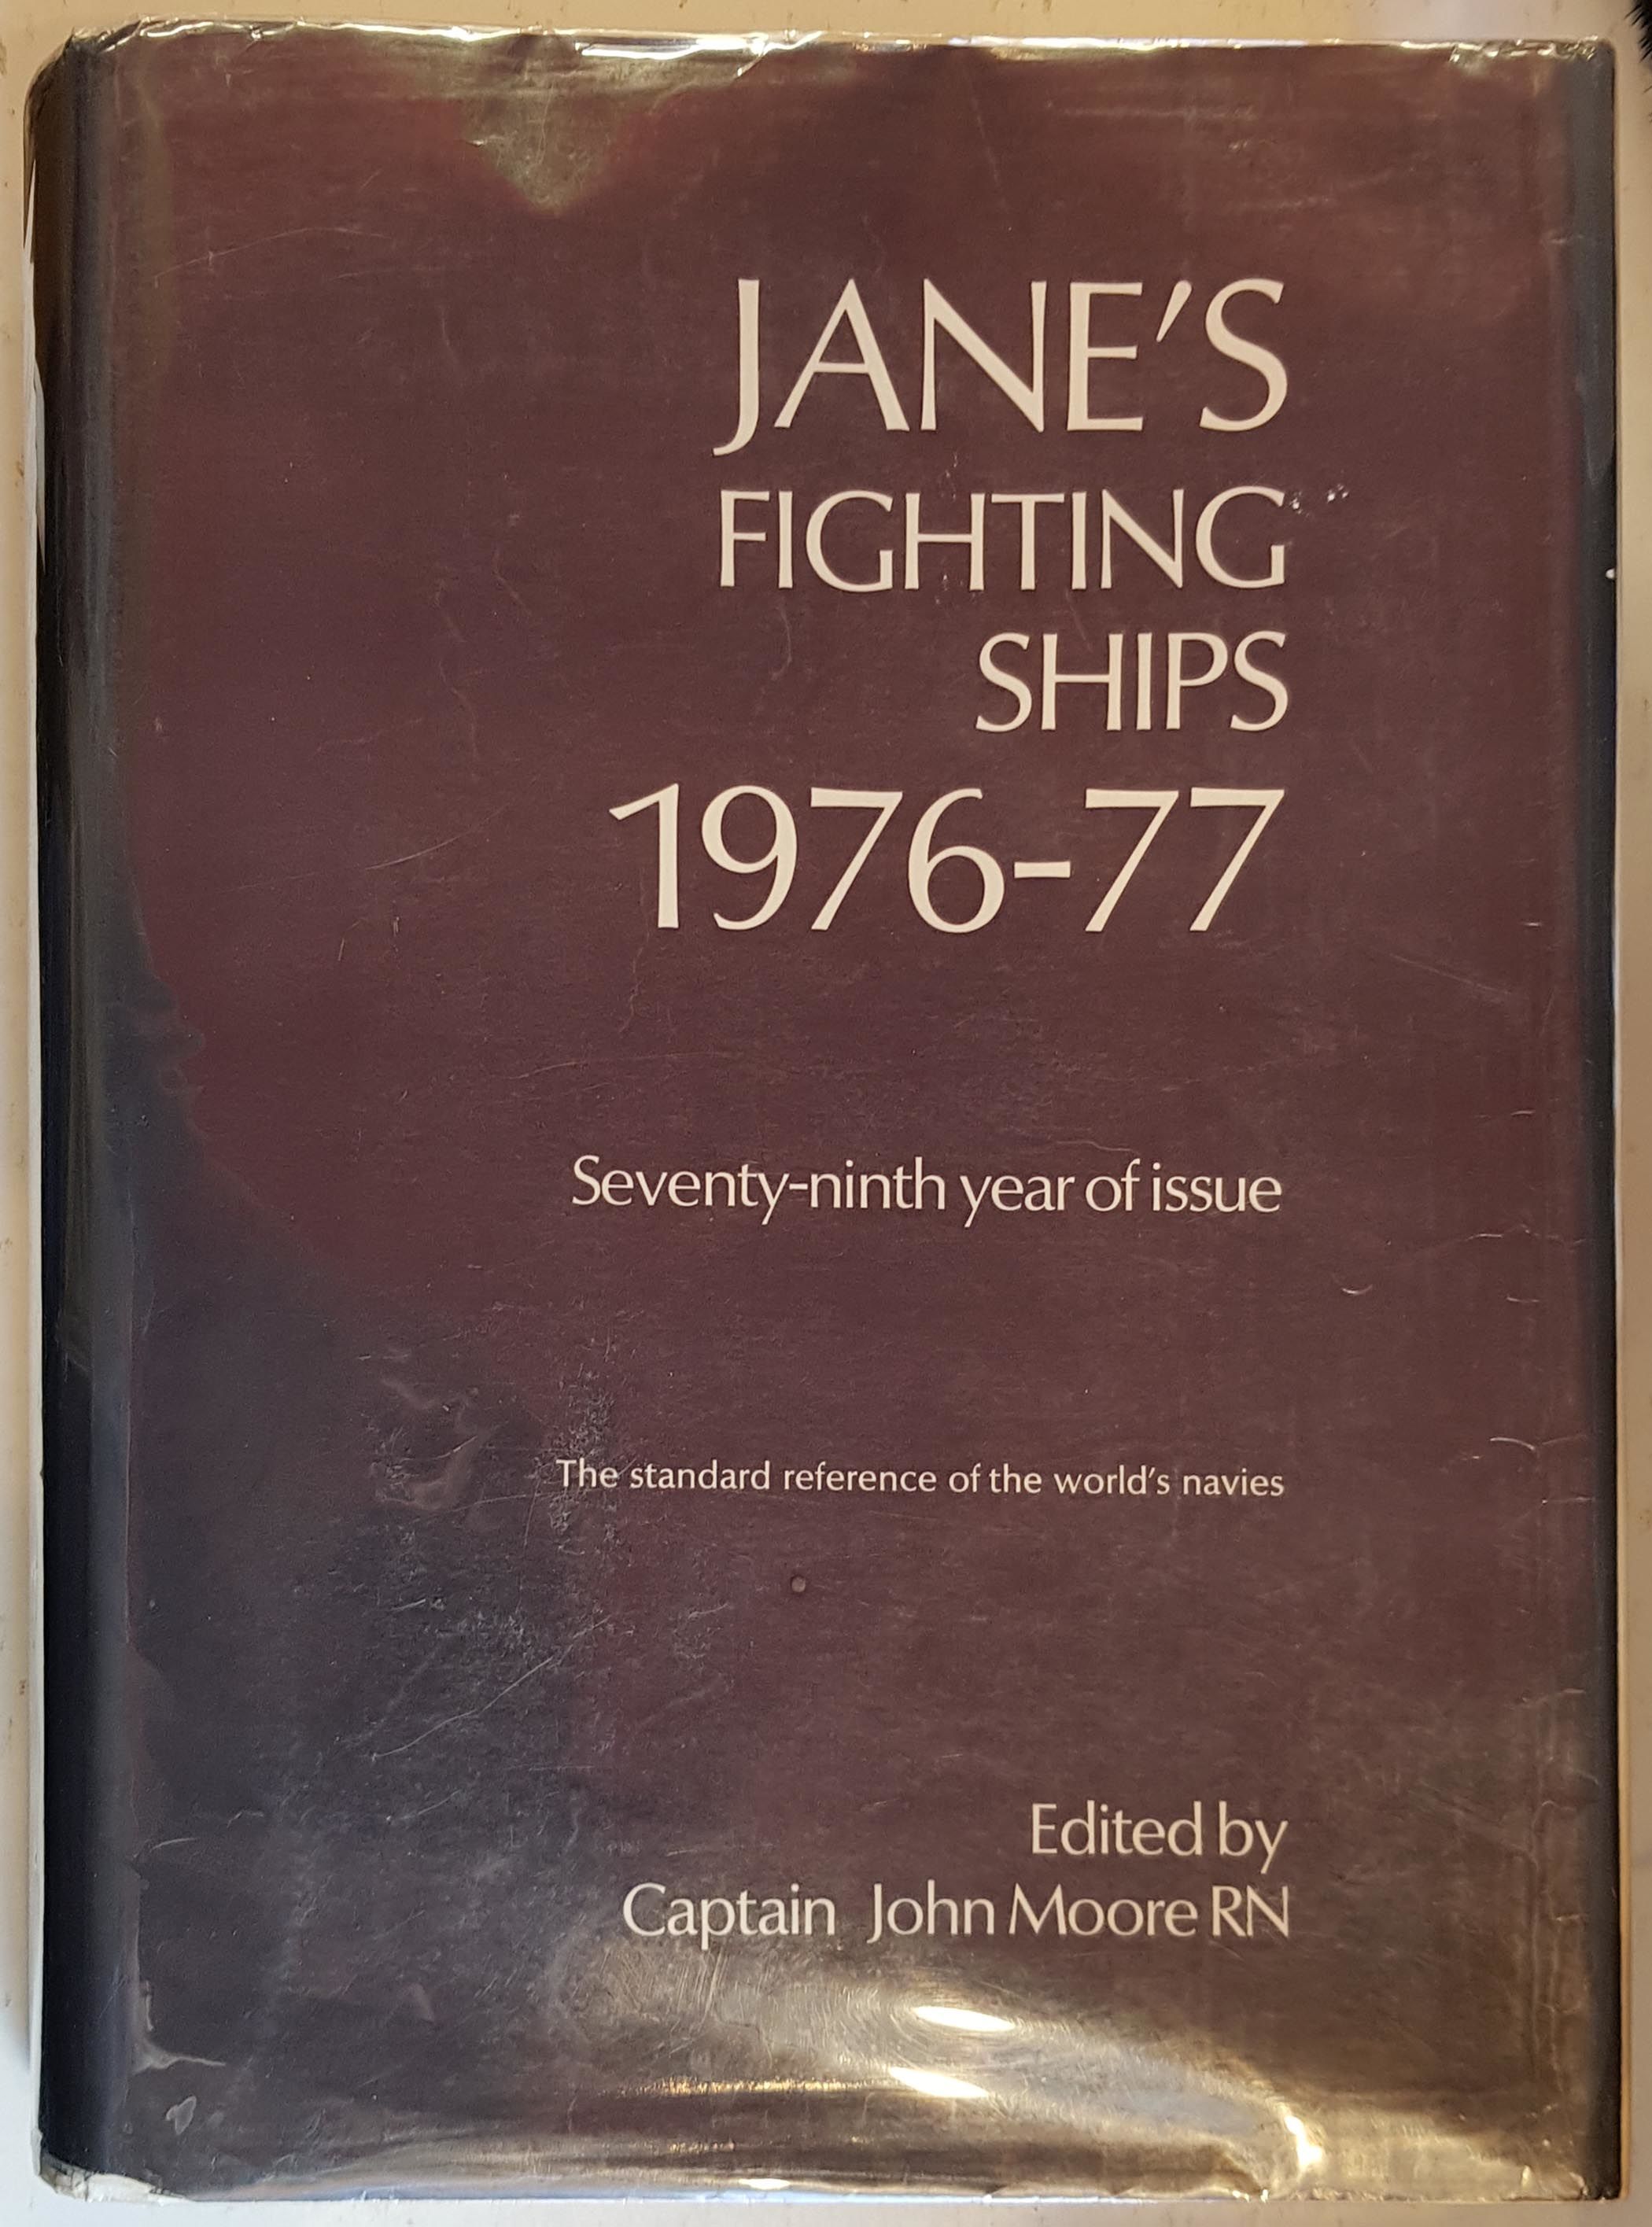 JANE'S
FIGHTING
SHIPS
1976-77
Seventy-ninth year of issue
The standard reference of the world's navies
Edited by
Captain John Moore RN